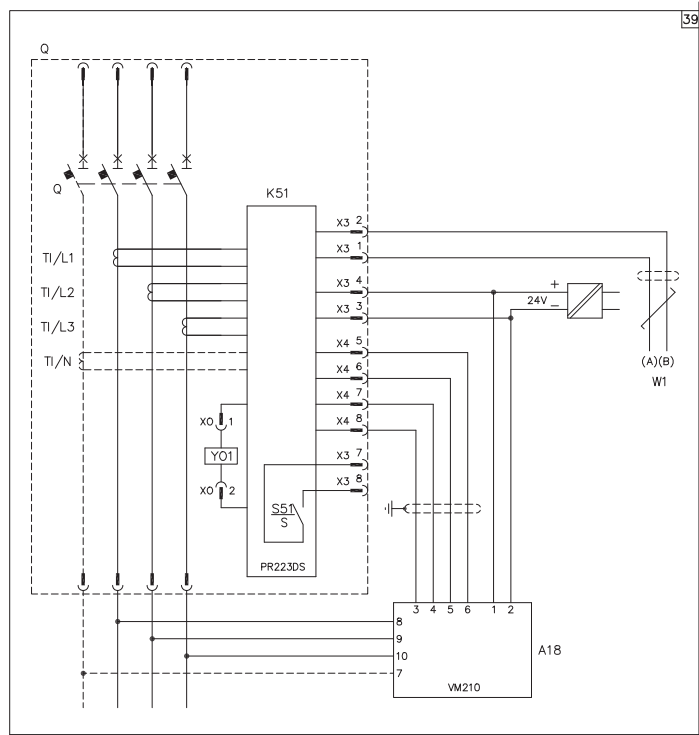 39
Q
Q
K51
X3 2
X3 1
TI/L1
X3 4
+
TI/L2
24V –
X3 3
TI/L3
X4 5
TI/N
X4 6
(A)(B)
W1
X4 7
X0 1
X4 8
Y01
X3 7
X0 2
X3 8
S51
S
PR223DS
3 4 5 6 1 2
8
9
A18
10
7
VM210